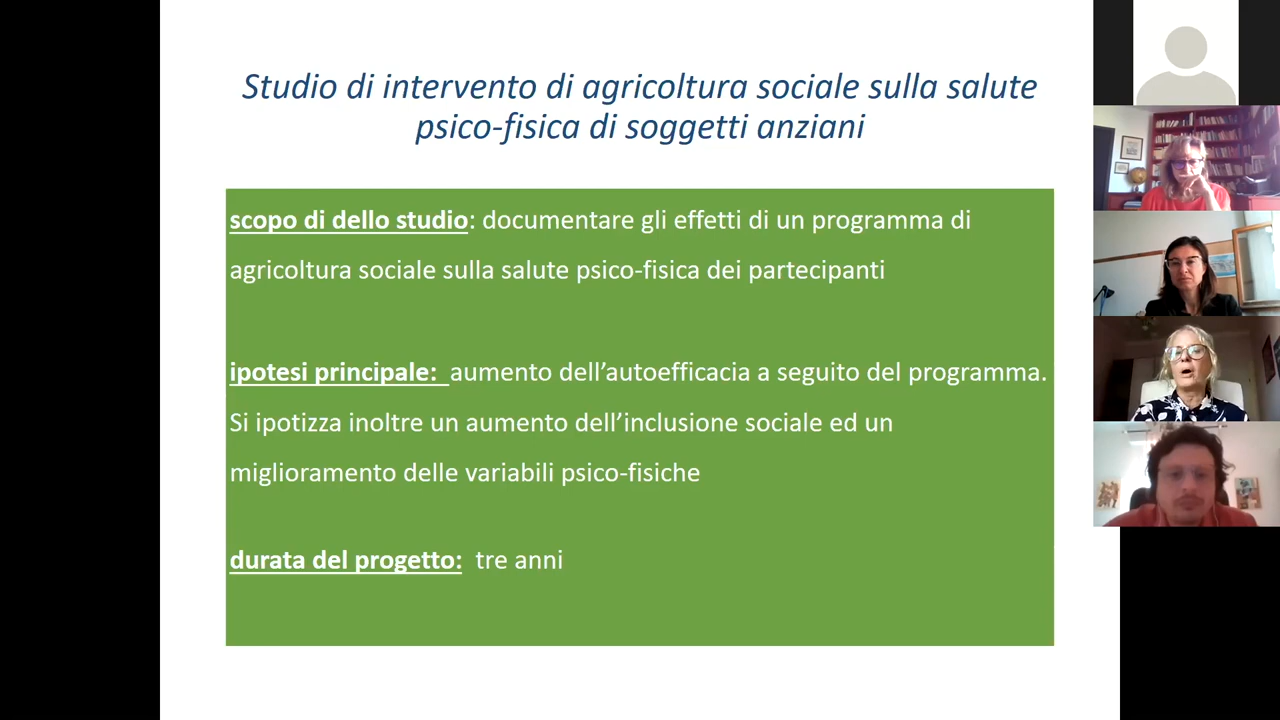 Studio di intervento di agricoltura sociale sulla salute
psico-fisica di soggetti anziani
scopo di dello studio: documentare gli effetti di un programma di
agricoltura sociale sulla salute psico-fisica dei partecipanti
ipotesi principale: aumento dell’autoefficacia a seguito del programma.
Si ipotizza inoltre un aumento dell’inclusione sociale ed un
miglioramento delle variabili psico-fisiche
durata del progetto: tre anni